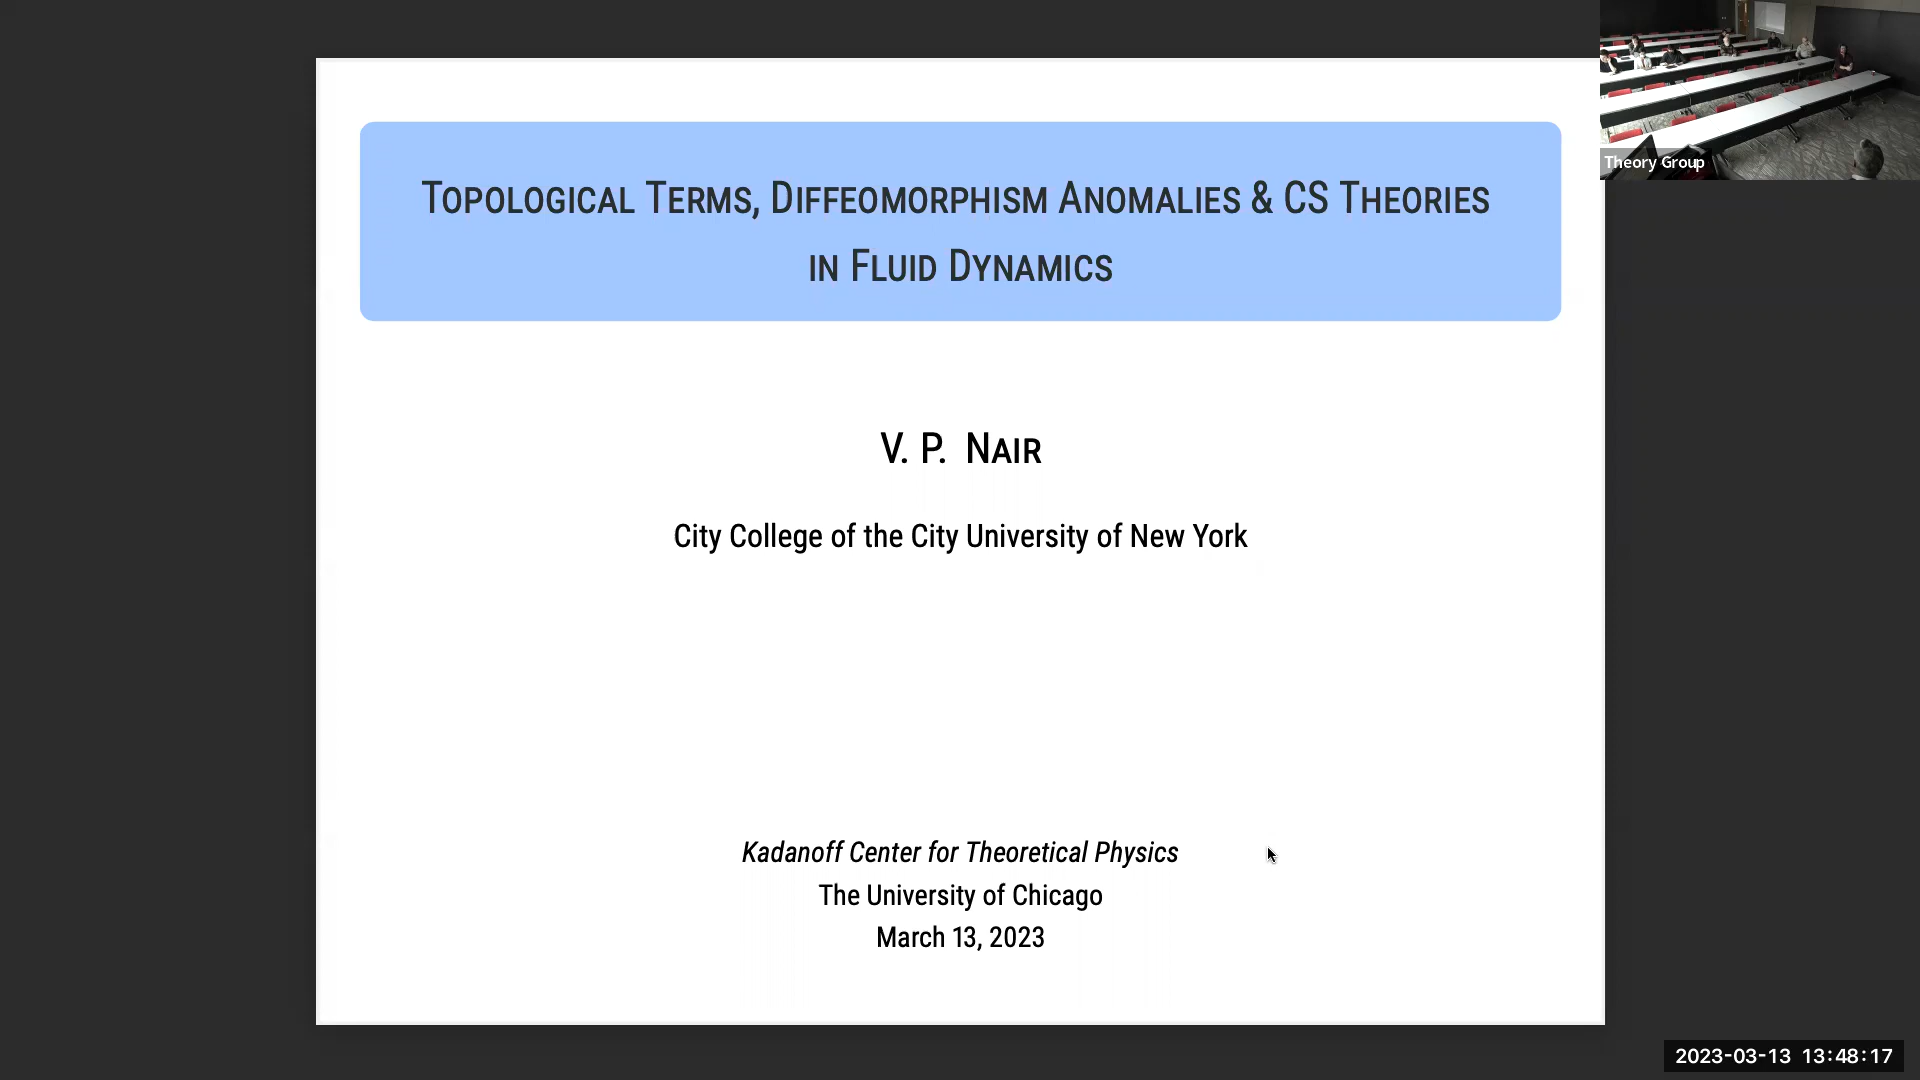 Topological Terms, Diffeomorphism Anomalies & CS Theories
in Fluid Dynamics
V. P. Nair
City College of the City University of New York
Kadanoff Center for Theoretical Physics
The University of Chicago
March 13, 2023
Theory Group
2023-03-13 13:48:17